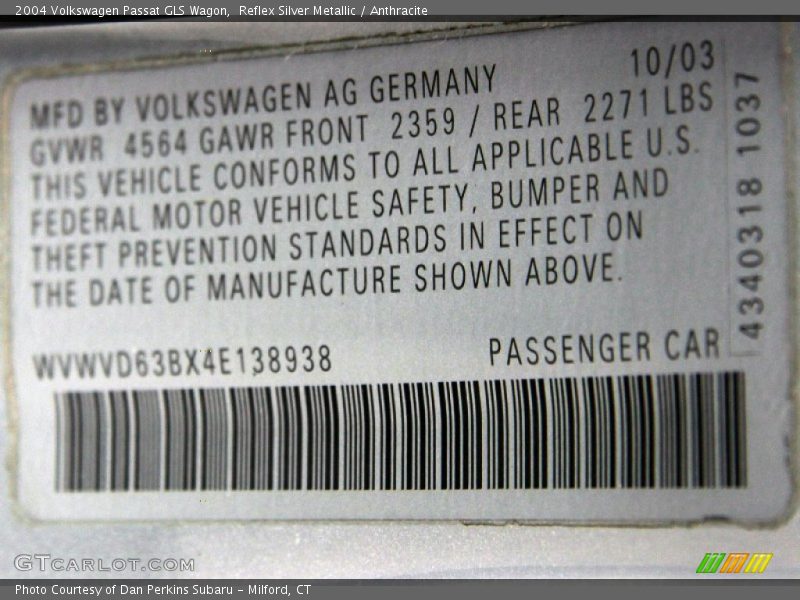 2004 Volkswagen Passat GLS Wagon,  Reflex Silver Metallic / Anthracite
10/03
MFD BY VOLKSWAGEN AG GERMANY
GVWR 4564 GAWR FRONT 2359 / REAR 2271 LBS
THIS VEHICLE CONFORMS TO ALL APPLICABLE U.S.
FEDERAL MOTOR VEHICLE SAFETY, BUMPER AND
THEFT PREVENTION STANDARDS IN EFFECT ON
THE DATE OF MANUFACTURE SHOWN ABOVE.
4340318 1037
WVWVD63BX4E138938 PASSENGER CAR
GTCARLOT.COM
Photo Courtesy of Dan Perkins Subaru - Milford, CT